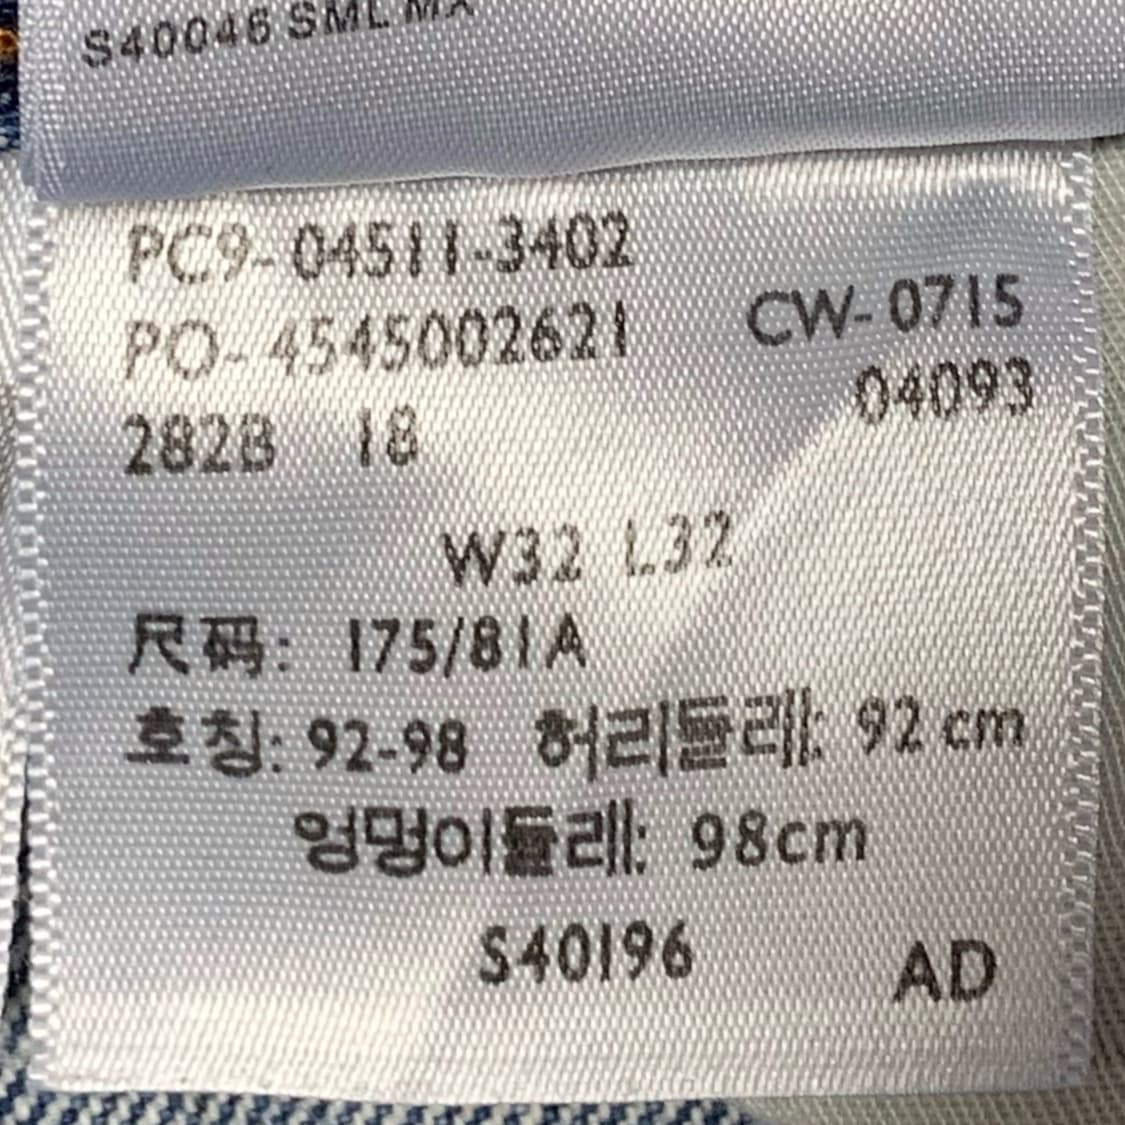 S40046 SML MX
PC9-04511-3402
PO-4545002621
CW-0715
04093
282B 18
W32 L32
尺码: 175/81A
호칭: 92-98 허리둘레: 92 cm
엉덩이둘레: 98cm
S40196 AD